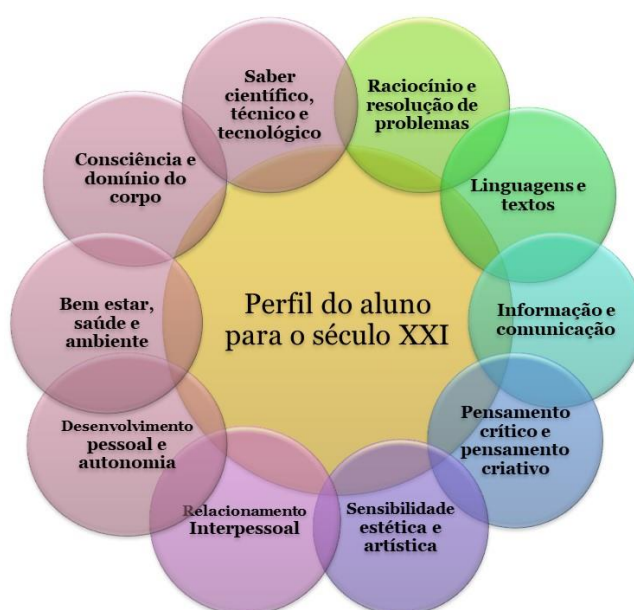 Perfil do aluno
para o século XXI
Raciocínio e
resolução de
problemas
Linguagens e
textos
Informação e
comunicação
Pensamento
crítico e
pensamento
criativo
Sensibilidade
estética e
artística
Relacionamento
Interpessoal
Desenvolvimento
pessoal e
autonomia
Bem estar,
saúde e
ambiente
Consciência e
domínio do
corpo
Saber
científico,
técnico e
tecnológico